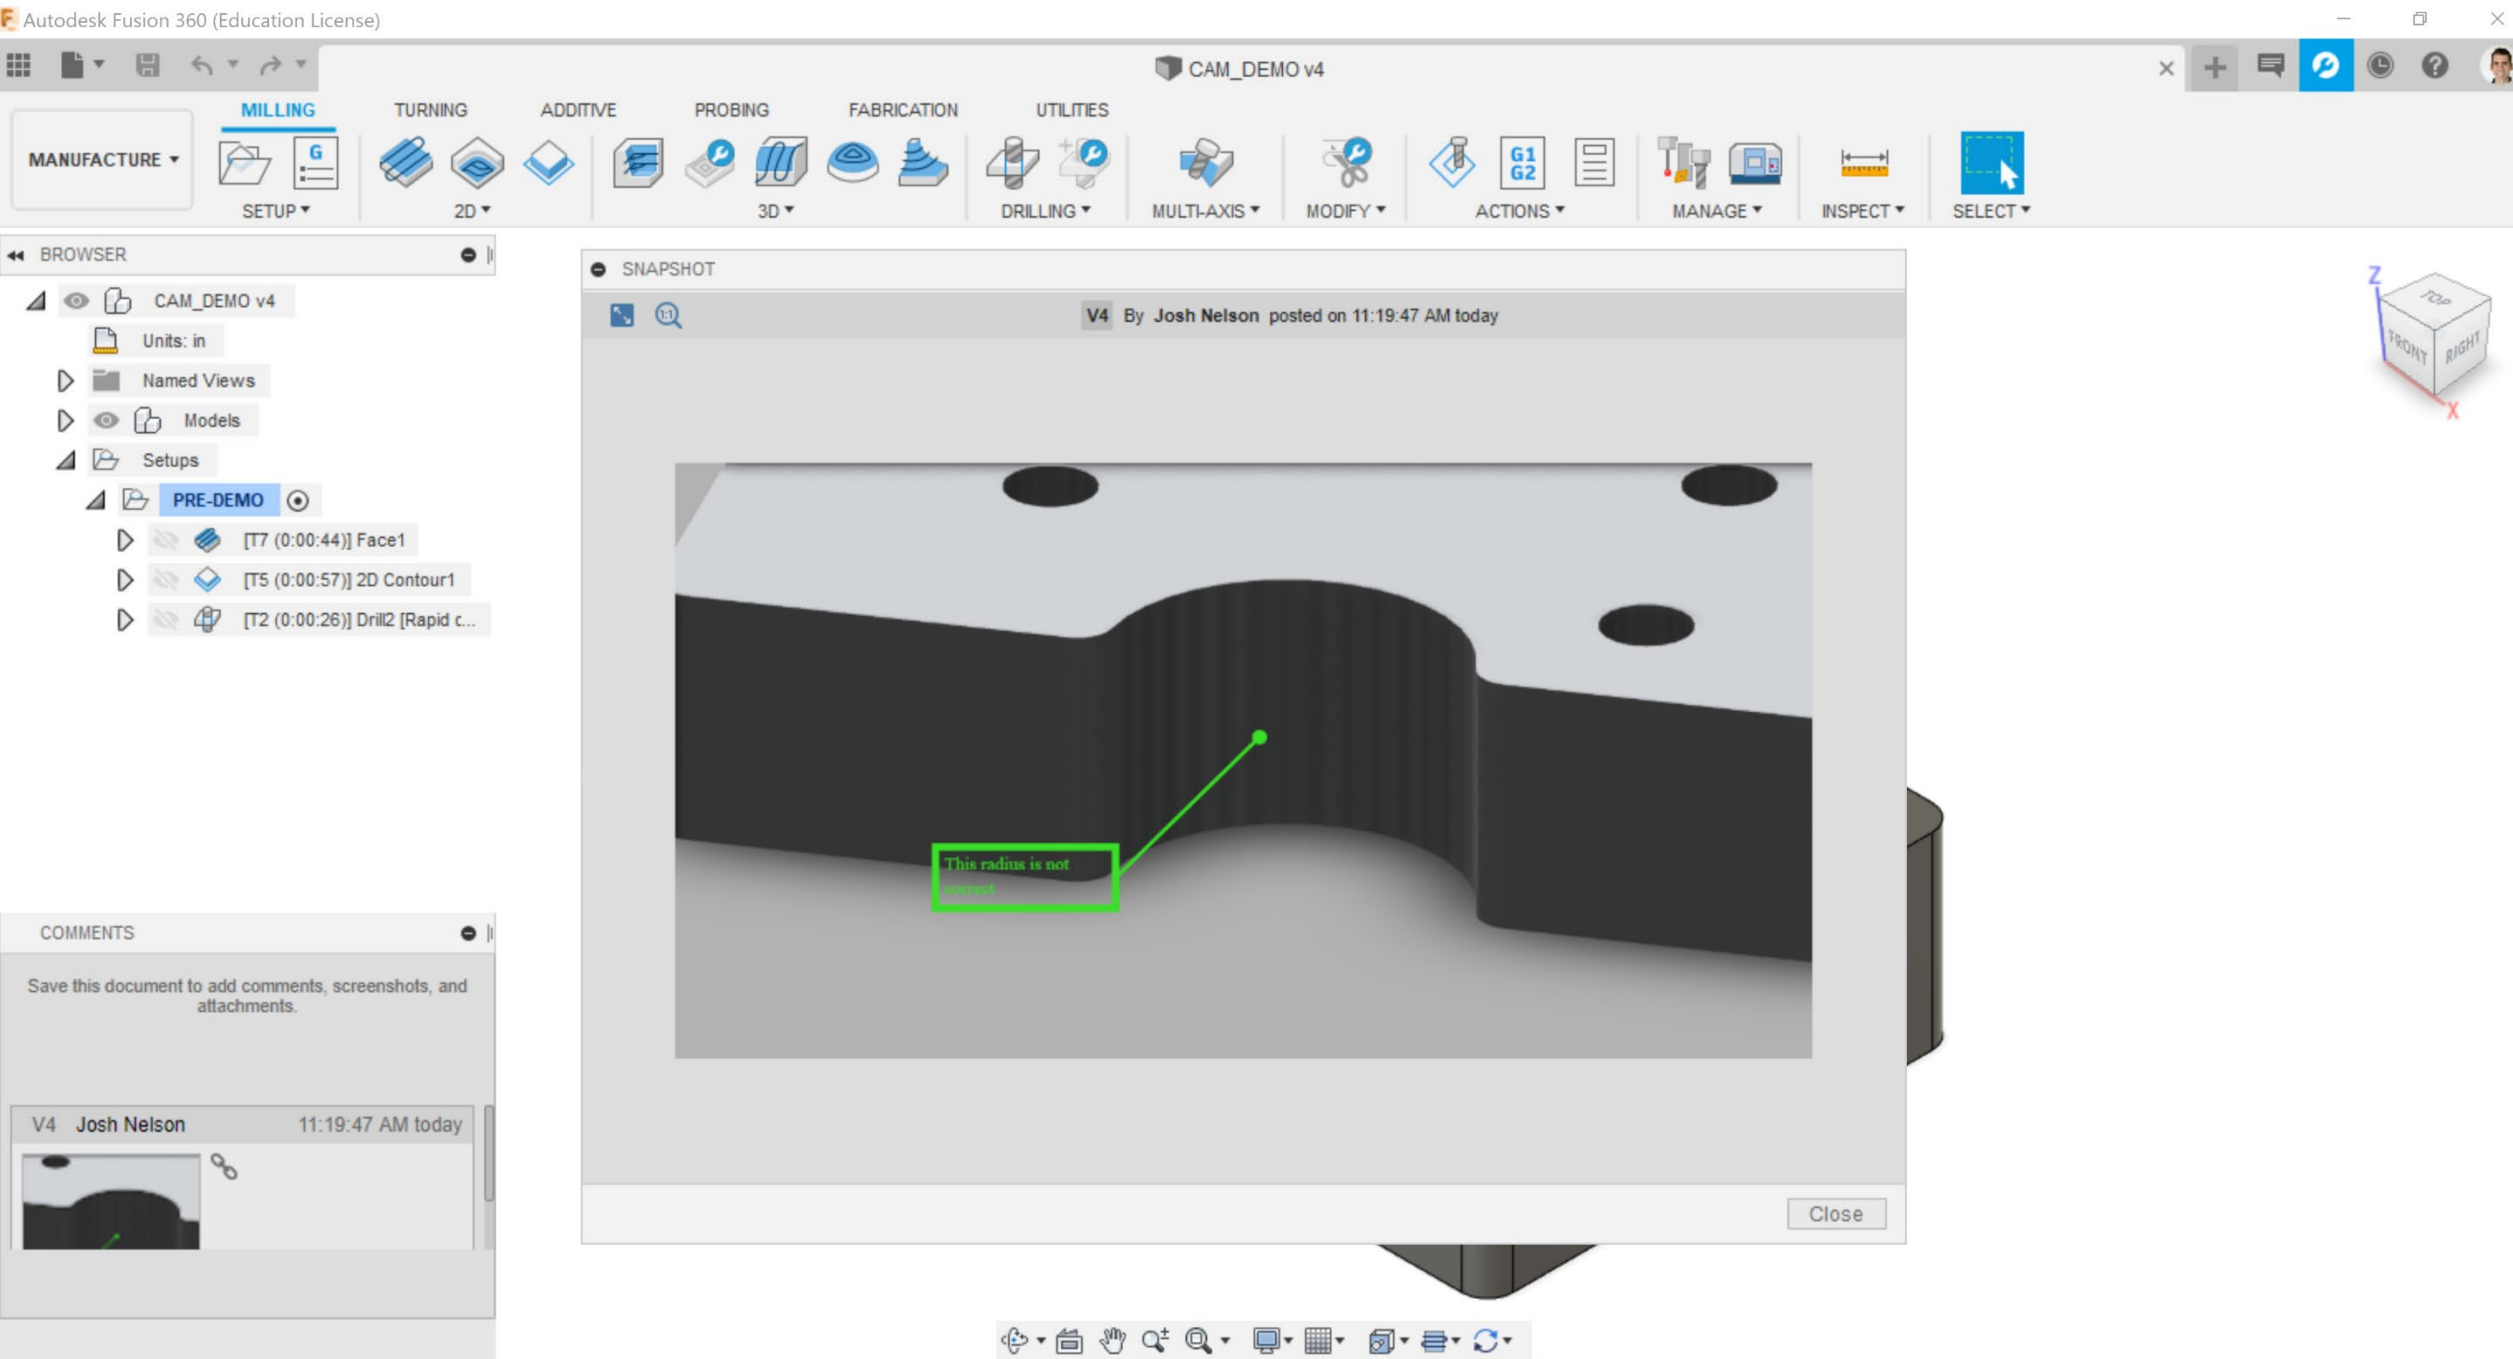 Autodesk Fusion 360 (Education License)
CAM_DEMO v4
MILLING TURNING ADDITIVE PROBING FABRICATION UTILITIES
MANUFACTURE
G
G1
G2
SETUP 2D 3D DRILLING MULTI-AXIS MODIFY ACTIONS MANAGE INSPECT SELECT
BROWSER
CAM_DEMO v4
Units: in
Named Views
Models
Setups
PRE-DEMO
[T7 (0:00:44)] Face1
[T5 (0:00:57)] 2D Contour1
[T2 (0:00:26)] Drill2 [Rapid c...
SNAPSHOT
1:1
V4 By Josh Nelson posted on 11:19:47 AM today
This radius is not
correct
Close
Z
TOP
FRONT
RIGHT
X
COMMENTS
Save this document to add comments, screenshots, and
attachments.
V4 Josh Nelson 11:19:47 AM today